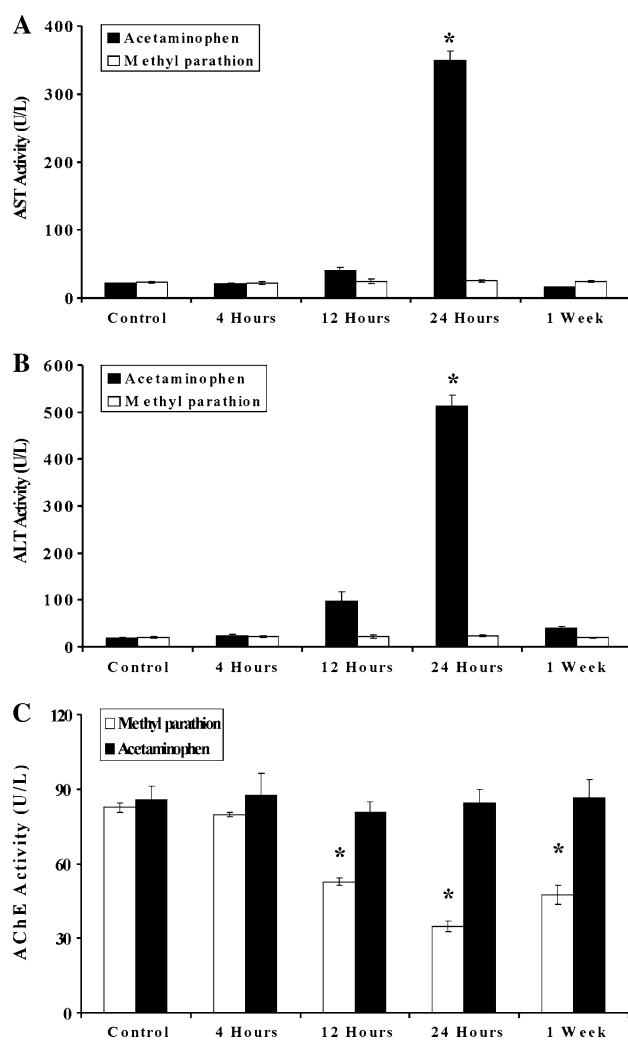 A
AST Activity (U/L)
400
300
200
100
0
Acetaminophen
Methyl parathion
*
Control 4 Hours 12 Hours 24 Hours 1 Week
B
ALT Activity (U/L)
600
500
400
300
200
100
0
Acetaminophen
Methyl parathion
*
Control 4 Hours 12 Hours 24 Hours 1 Week
C
AChE Activity (U/L)
120
90
60
30
0
Methyl parathion
Acetaminophen
* * *
Control 4 Hours 12 Hours 24 Hours 1 Week